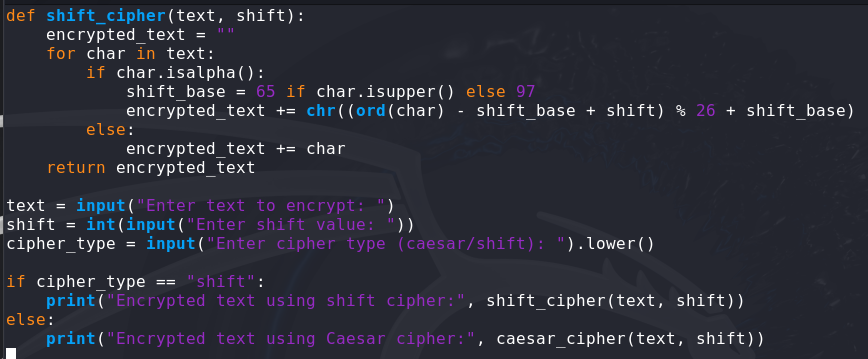 def shift_cipher(text, shift):
    encrypted_text = ""
    for char in text:
        if char.isalpha():
            shift_base = 65 if char.isupper() else 97
            encrypted_text += chr((ord(char) - shift_base + shift) % 26 + shift_base)
        else:
            encrypted_text += char
    return encrypted_text

text = input("Enter text to encrypt: ")
shift = int(input("Enter shift value: "))
cipher_type = input("Enter cipher type (caesar/shift): ").lower()

if cipher_type == "shift":
    print("Encrypted text using shift cipher:", shift_cipher(text, shift))
else:
    print("Encrypted text using Caesar cipher:", caesar_cipher(text, shift))